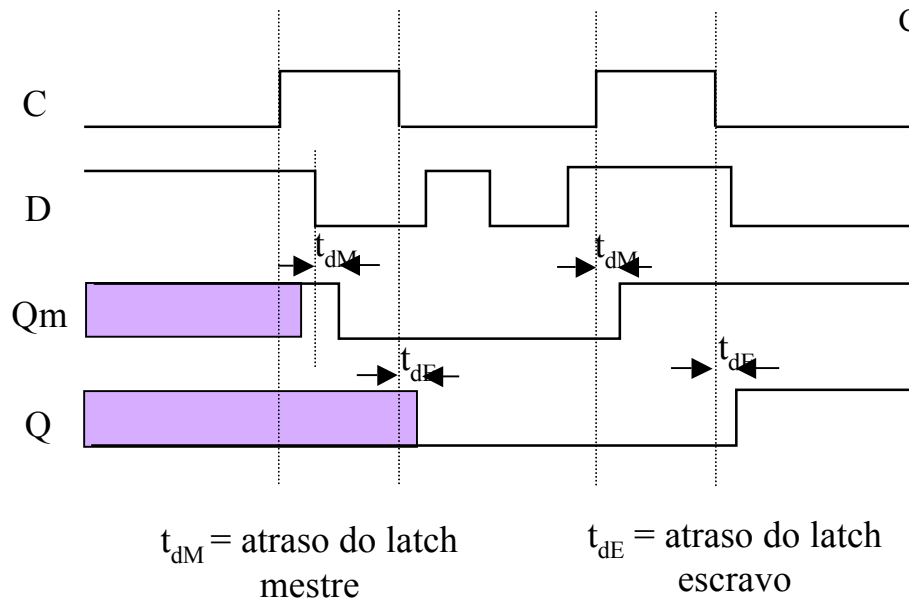 C
D
t_dM
t_dM
Qm
t_dE
t_dE
Q
t_dM = atraso do latch
mestre
t_dE = atraso do latch
escravo